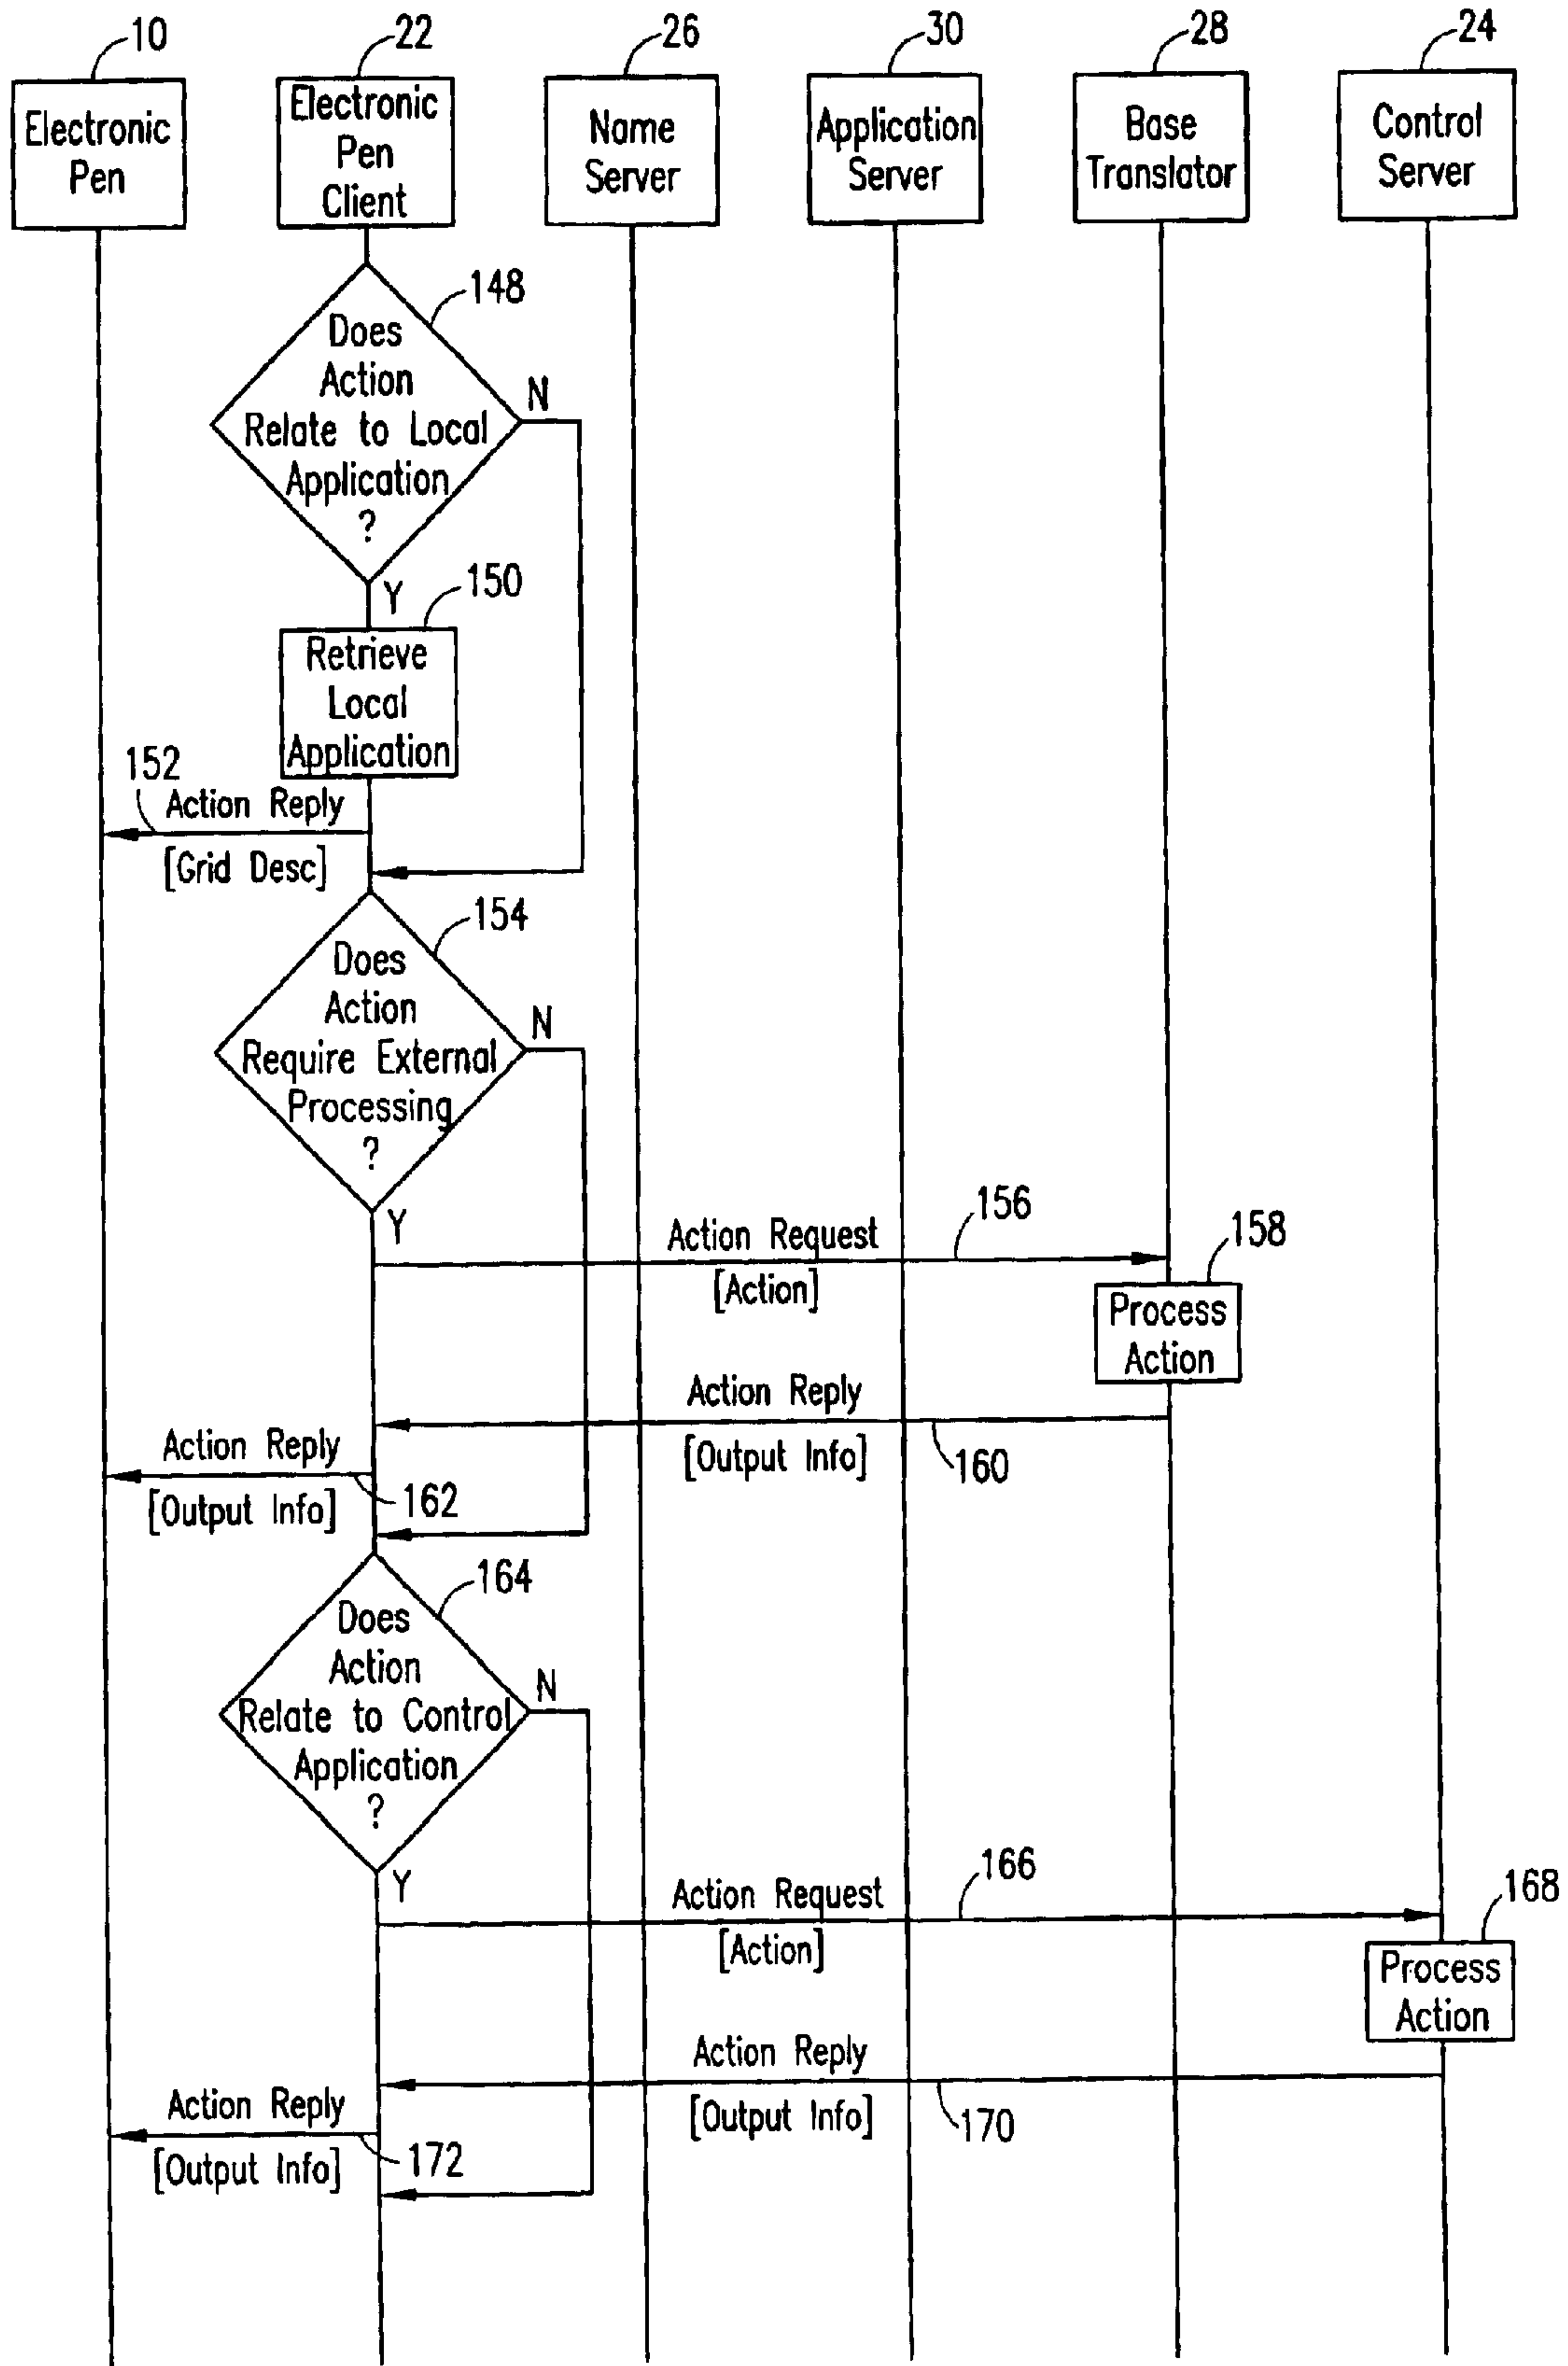 10
22
26
30
28
24
Electronic
Pen
Electronic
Pen
Client
Name
Server
Application
Server
Base
Translator
Control
Server
148
Does
Action
Relate to Local
Application
?
N
Y
150
Retrieve
Local
Application
152
Action Reply
[Grid Desc]
154
Does
Action
Require External
Processing
?
N
Y
Action Request
156
[Action]
158
Process
Action
Action Reply
[Output Info]
160
Action Reply
[Output Info]
162
164
Does
Action
Relate to Control
Application
?
N
Y
Action Request
166
[Action]
168
Process
Action
Action Reply
[Output Info]
170
Action Reply
[Output Info]
172